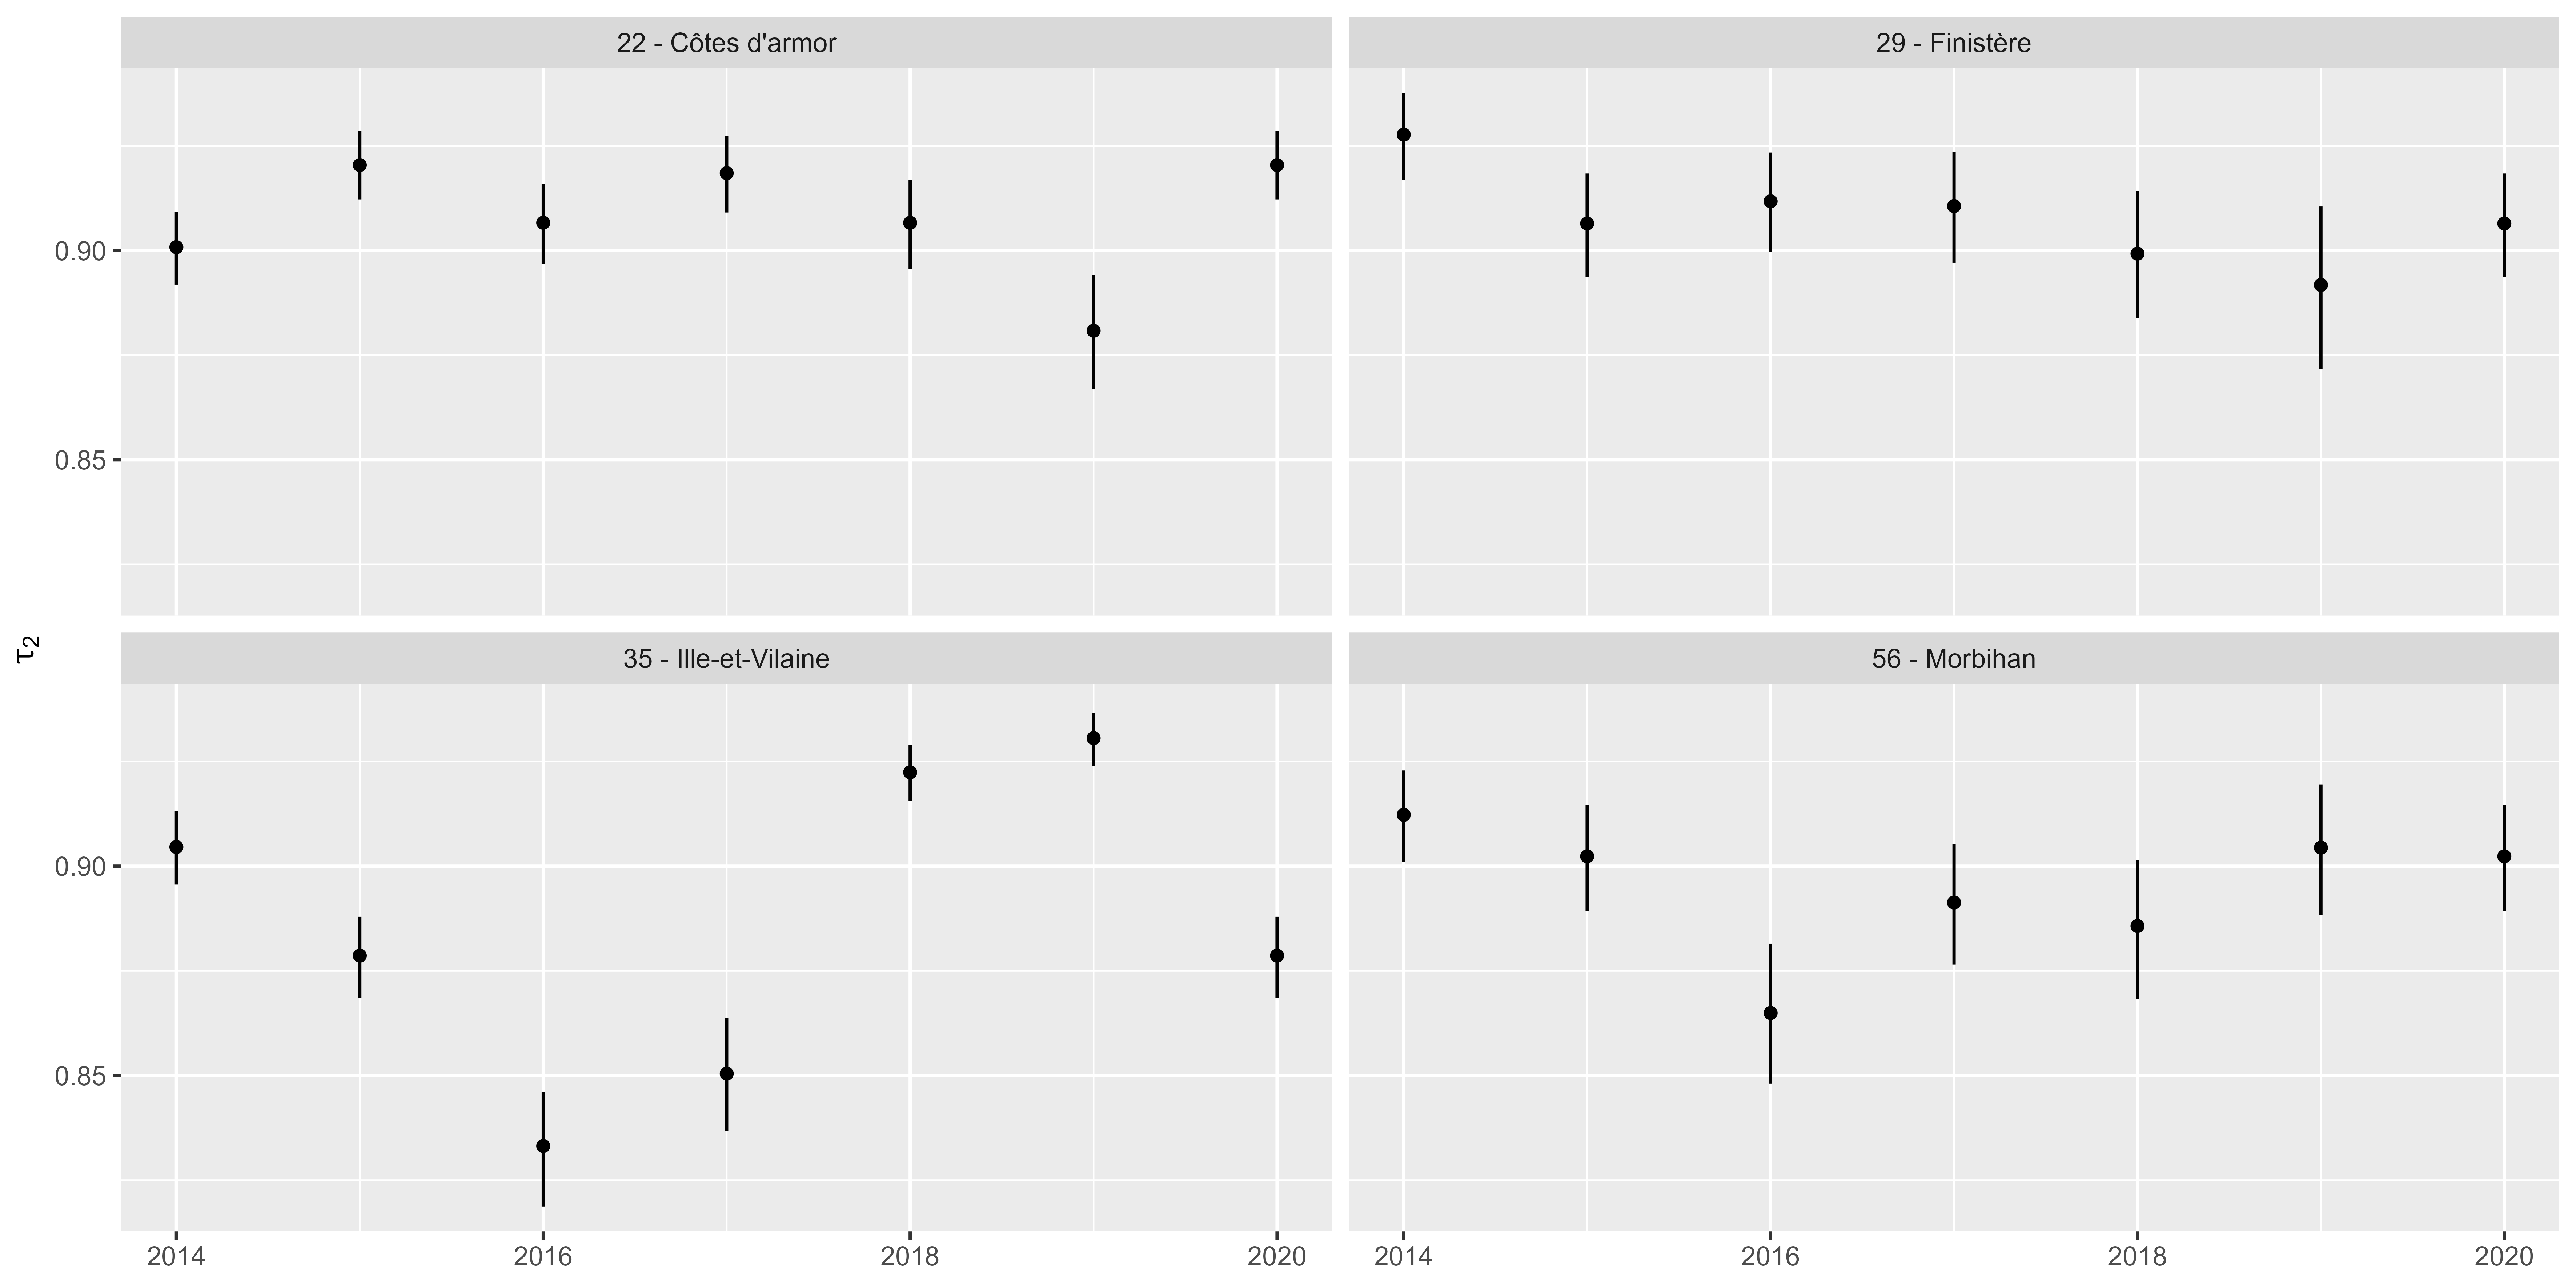 22 - Côtes d'armor
29 - Finistère
0.90
0.85
τ2
35 - Ille-et-Vilaine
56 - Morbihan
0.90
0.85
2014 2016 2018 2020 2014 2016 2018 2020